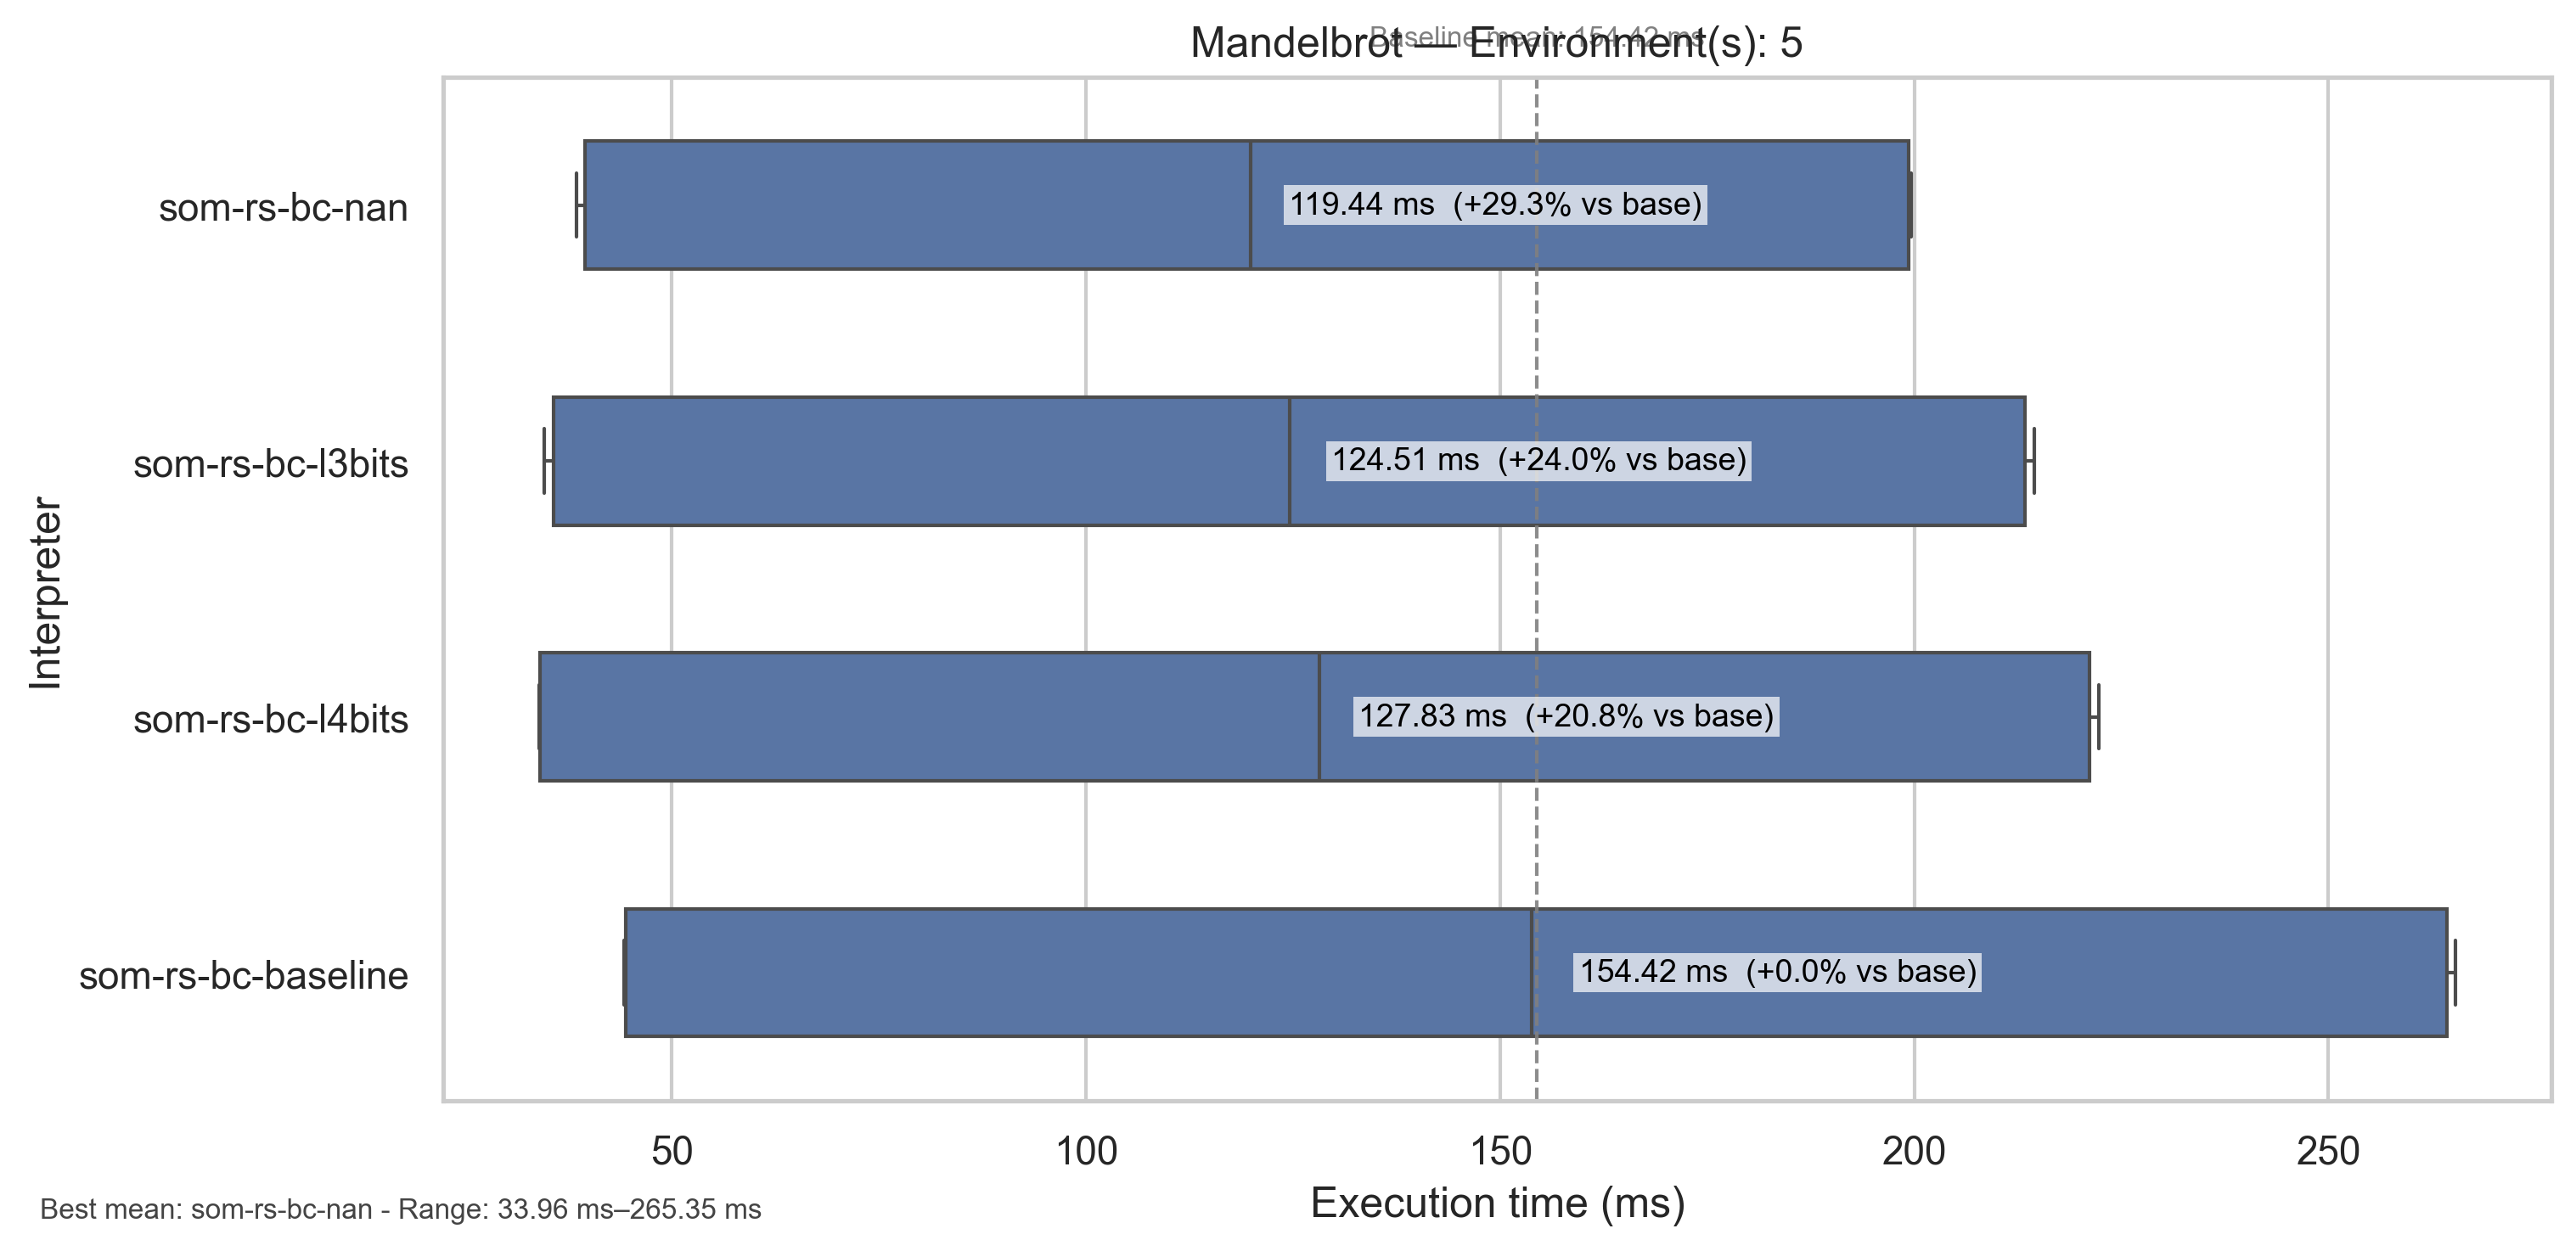 Baseline mean: 154.42 ms
Mandelbrot — Environment(s): 5
som-rs-bc-nan
119.44 ms (+29.3% vs base)
som-rs-bc-l3bits
124.51 ms (+24.0% vs base)
Interpreter
som-rs-bc-l4bits
127.83 ms (+20.8% vs base)
som-rs-bc-baseline
154.42 ms (+0.0% vs base)
50 100 150 200 250
Execution time (ms)
Best mean: som-rs-bc-nan - Range: 33.96 ms–265.35 ms